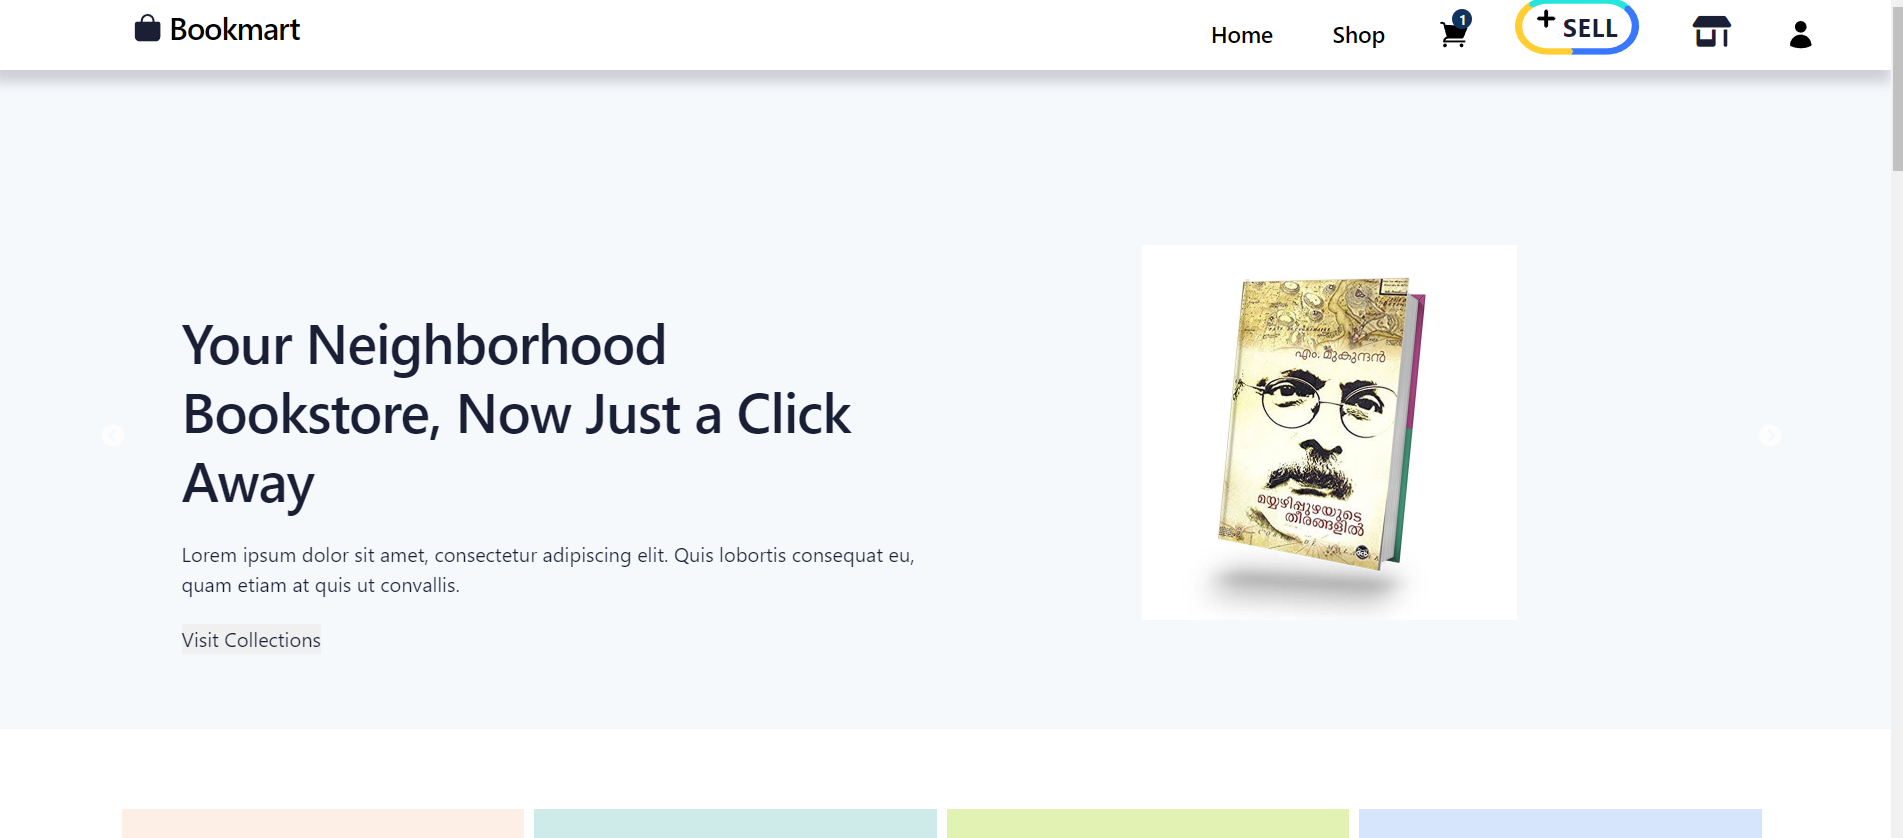 Bookmart
Home
Shop
1
+ SELL
Your Neighborhood
Bookstore, Now Just a Click
Away
Lorem ipsum dolor sit amet, consectetur adipiscing elit. Quis lobortis consequat eu,
quam etiam at quis ut convallis.
Visit Collections
എം. മുകുന്ദൻ
മയ്യഴിപ്പുഴയുടെ
തീരങ്ങളിൽ
dcb